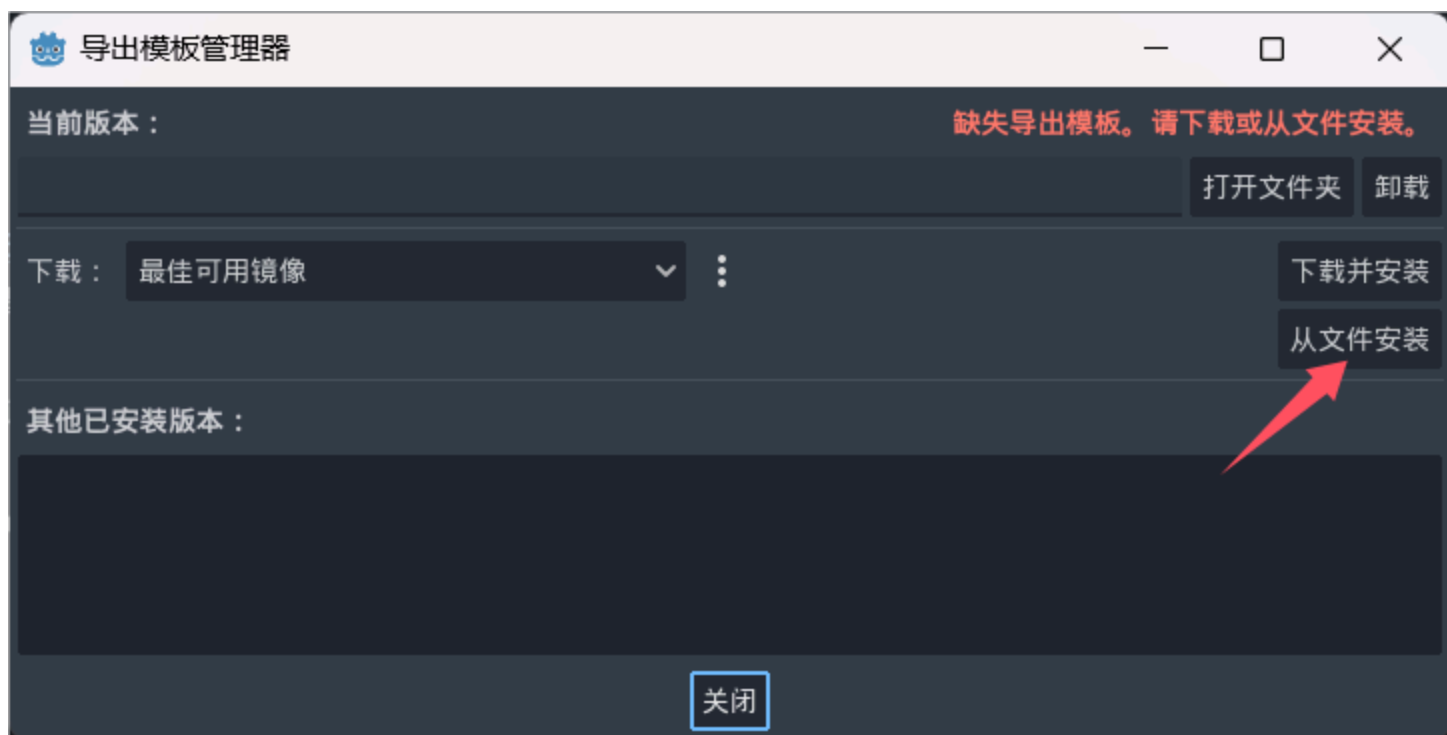 导出模板管理器
当前版本： 缺失导出模板。请下载或从文件安装。
打开文件夹 卸载
下载： 最佳可用镜像 下载并安装
从文件安装
其他已安装版本：
关闭